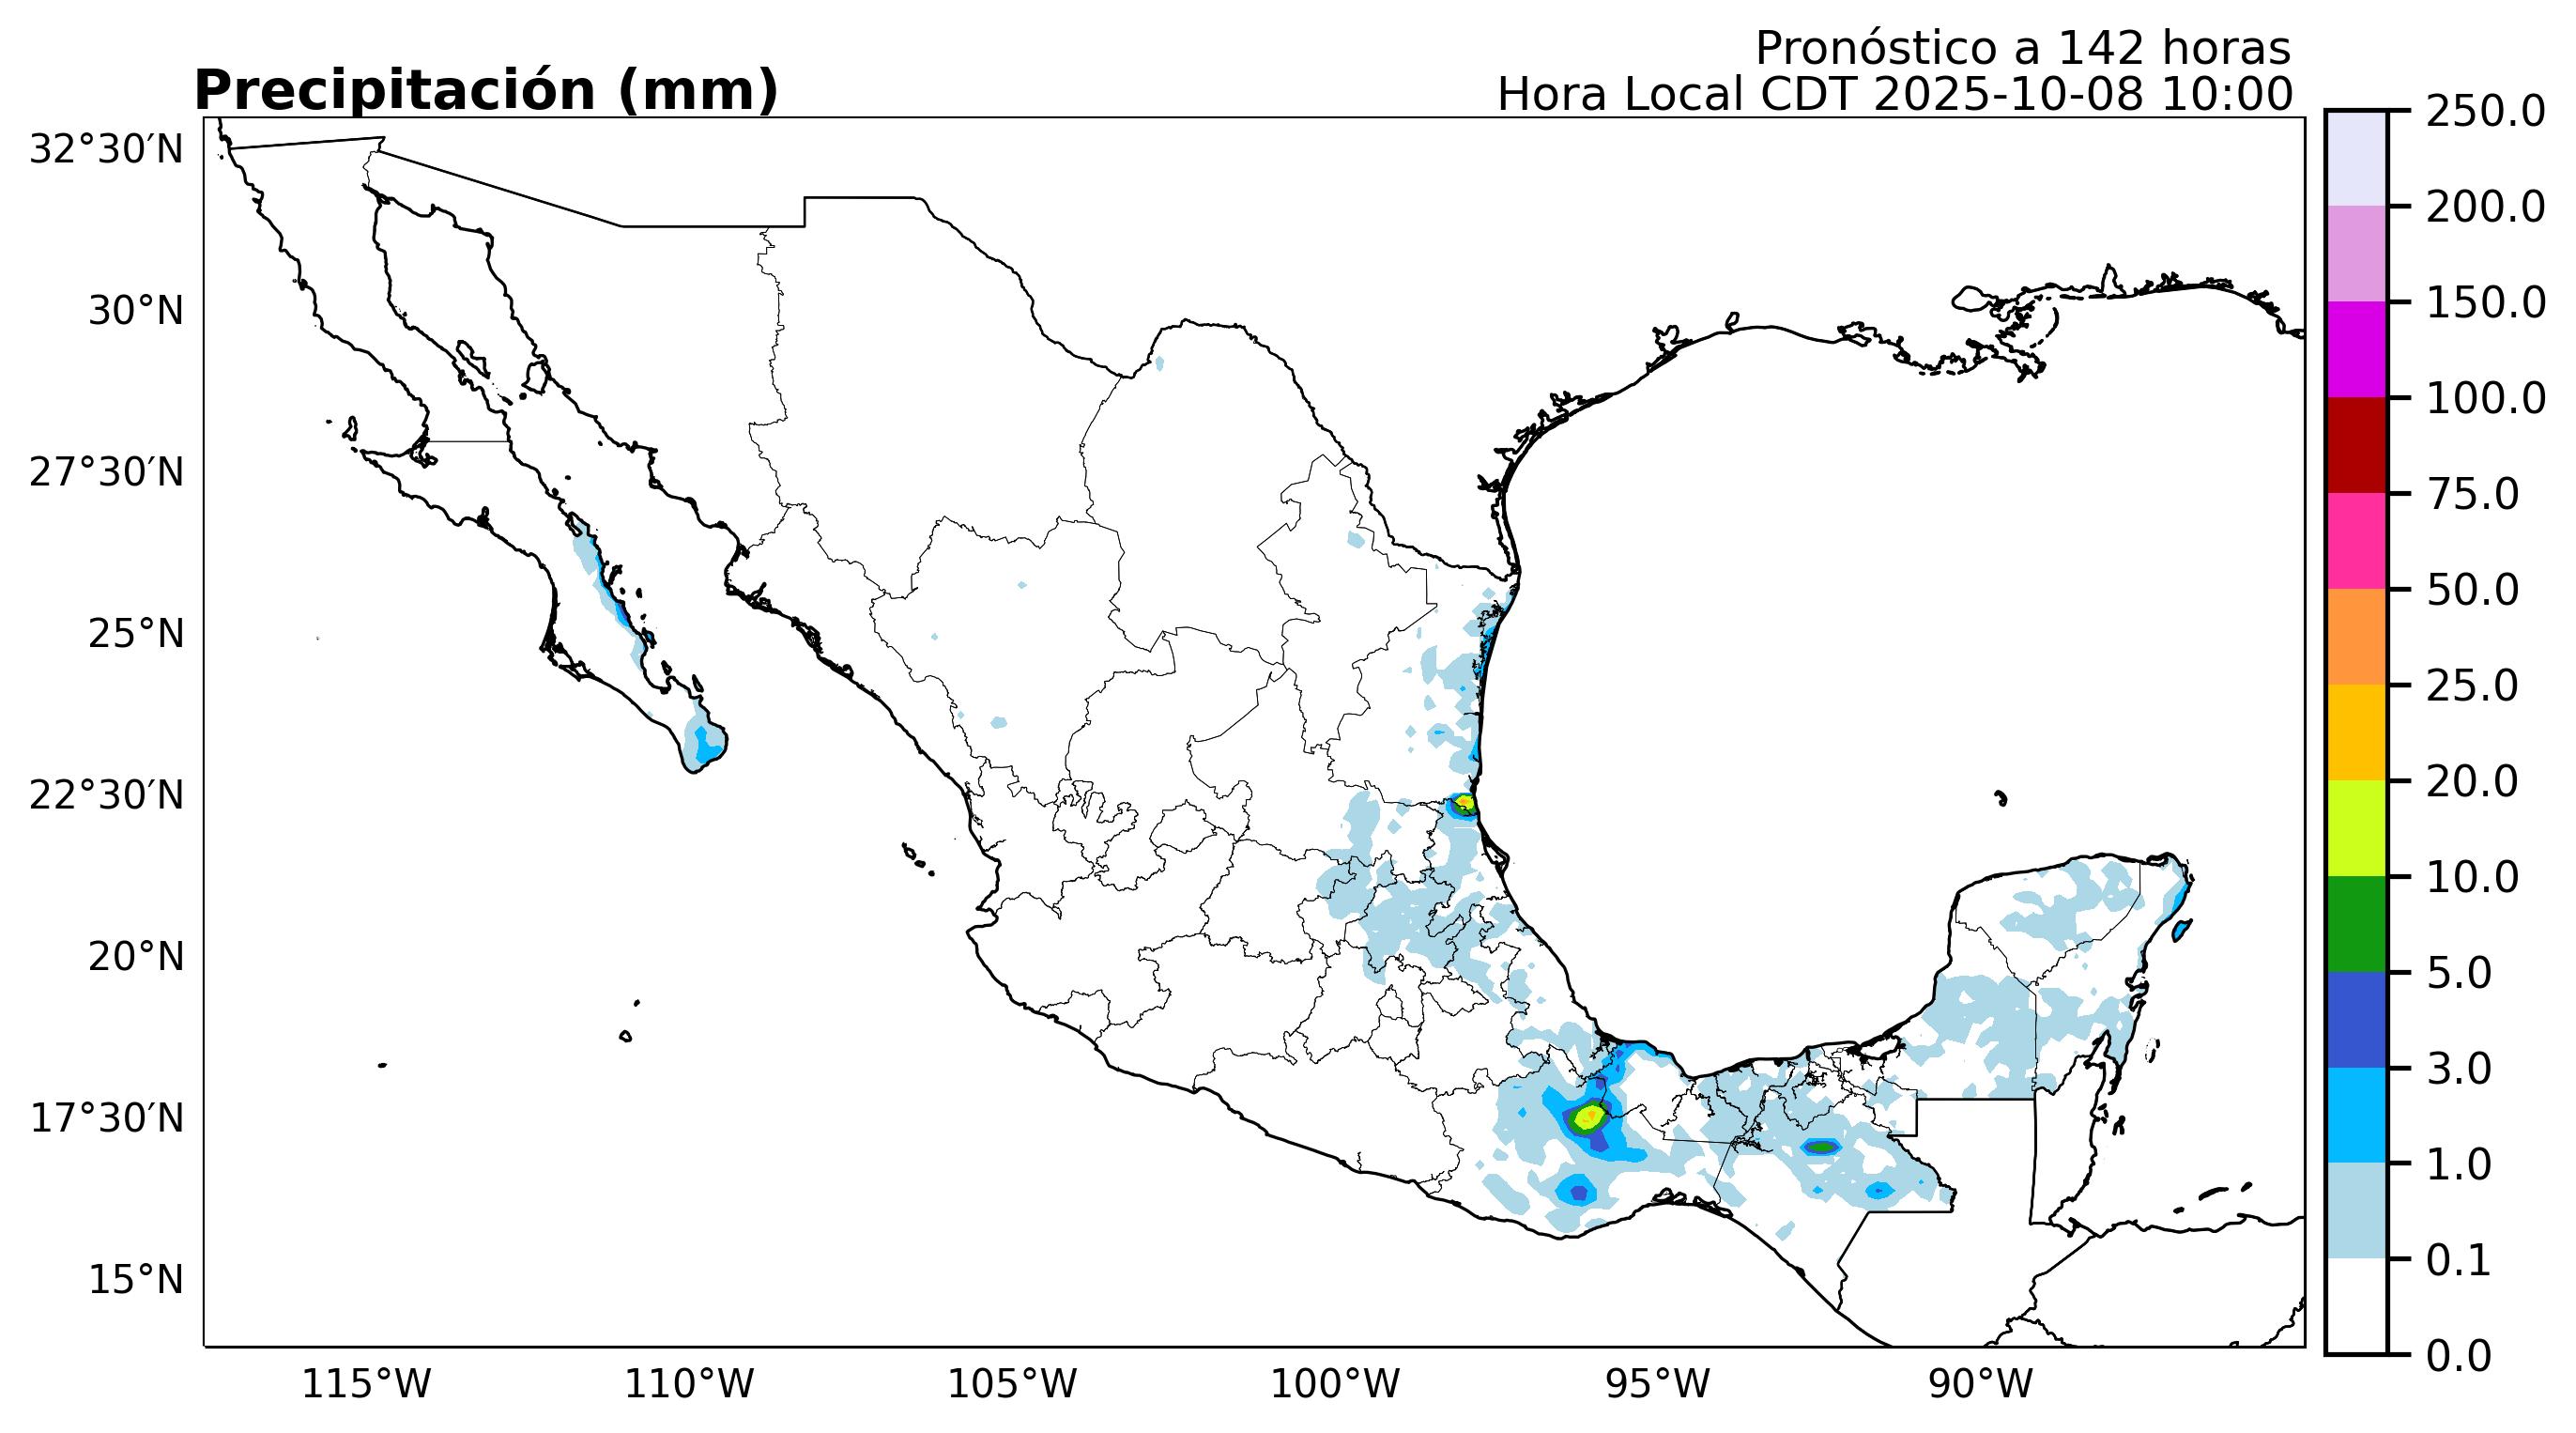 Pronóstico a 142 horas
Precipitación (mm)
Hora Local CDT 2025-10-08 10:00
32°30′N
30°N
27°30′N
25°N
22°30′N
20°N
17°30′N
15°N
115°W
110°W
105°W
100°W
95°W
90°W
250.0
200.0
150.0
100.0
75.0
50.0
25.0
20.0
10.0
5.0
3.0
1.0
0.1
0.0